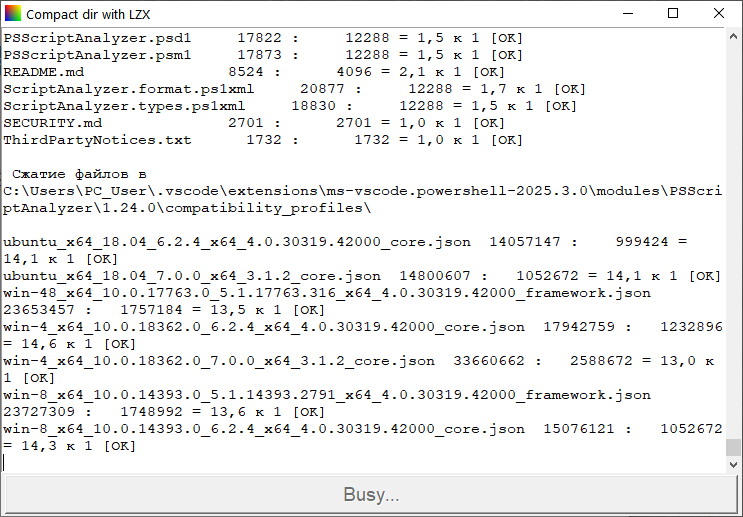 Compact dir with LZX
PSScriptAnalyzer.psd1     17822 :     12288 = 1,5 к 1 [OK]
PSScriptAnalyzer.psm1     17873 :     12288 = 1,5 к 1 [OK]
README.md                8524 :      4096 = 2,1 к 1 [OK]
ScriptAnalyzer.format.ps1xml     20877 :     12288 = 1,7 к 1 [OK]
ScriptAnalyzer.types.ps1xml     18830 :     12288 = 1,5 к 1 [OK]
SECURITY.md              2701 :      2701 = 1,0 к 1 [OK]
ThirdPartyNotices.txt      1732 :      1732 = 1,0 к 1 [OK]
Сжатие файлов в
C:\Users\PC_User\.vscode\extensions\ms-vscode.powershell-2025.3.0\modules\PSScri
ptAnalyzer\1.24.0\compatibility_profiles\
ubuntu_x64_18.04_6.2.4_x64_4.0.30319.42000_core.json  14057147 :    999424 =
14,1 к 1 [OK]
ubuntu_x64_18.04_7.0.0_x64_3.1.2_core.json  14800607 :   1052672 = 14,1 к 1 [OK]
win-48_x64_10.0.17763.0_5.1.17763.316_x64_4.0.30319.42000_framework.json
23653457 :   1757184 = 13,5 к 1 [OK]
win-4_x64_10.0.18362.0_6.2.4_x64_4.0.30319.42000_core.json  17942759 :   1232896
= 14,6 к 1 [OK]
win-4_x64_10.0.18362.0_7.0.0_x64_3.1.2_core.json  33660662 :   2588672 = 13,0 к
1 [OK]
win-8_x64_10.0.14393.0_5.1.14393.2791_x64_4.0.30319.42000_framework.json
23727309 :   1748992 = 13,6 к 1 [OK]
win-8_x64_10.0.14393.0_6.2.4_x64_4.0.30319.42000_core.json  15076121 :   1052672
= 14,3 к 1 [OK]
Busy...